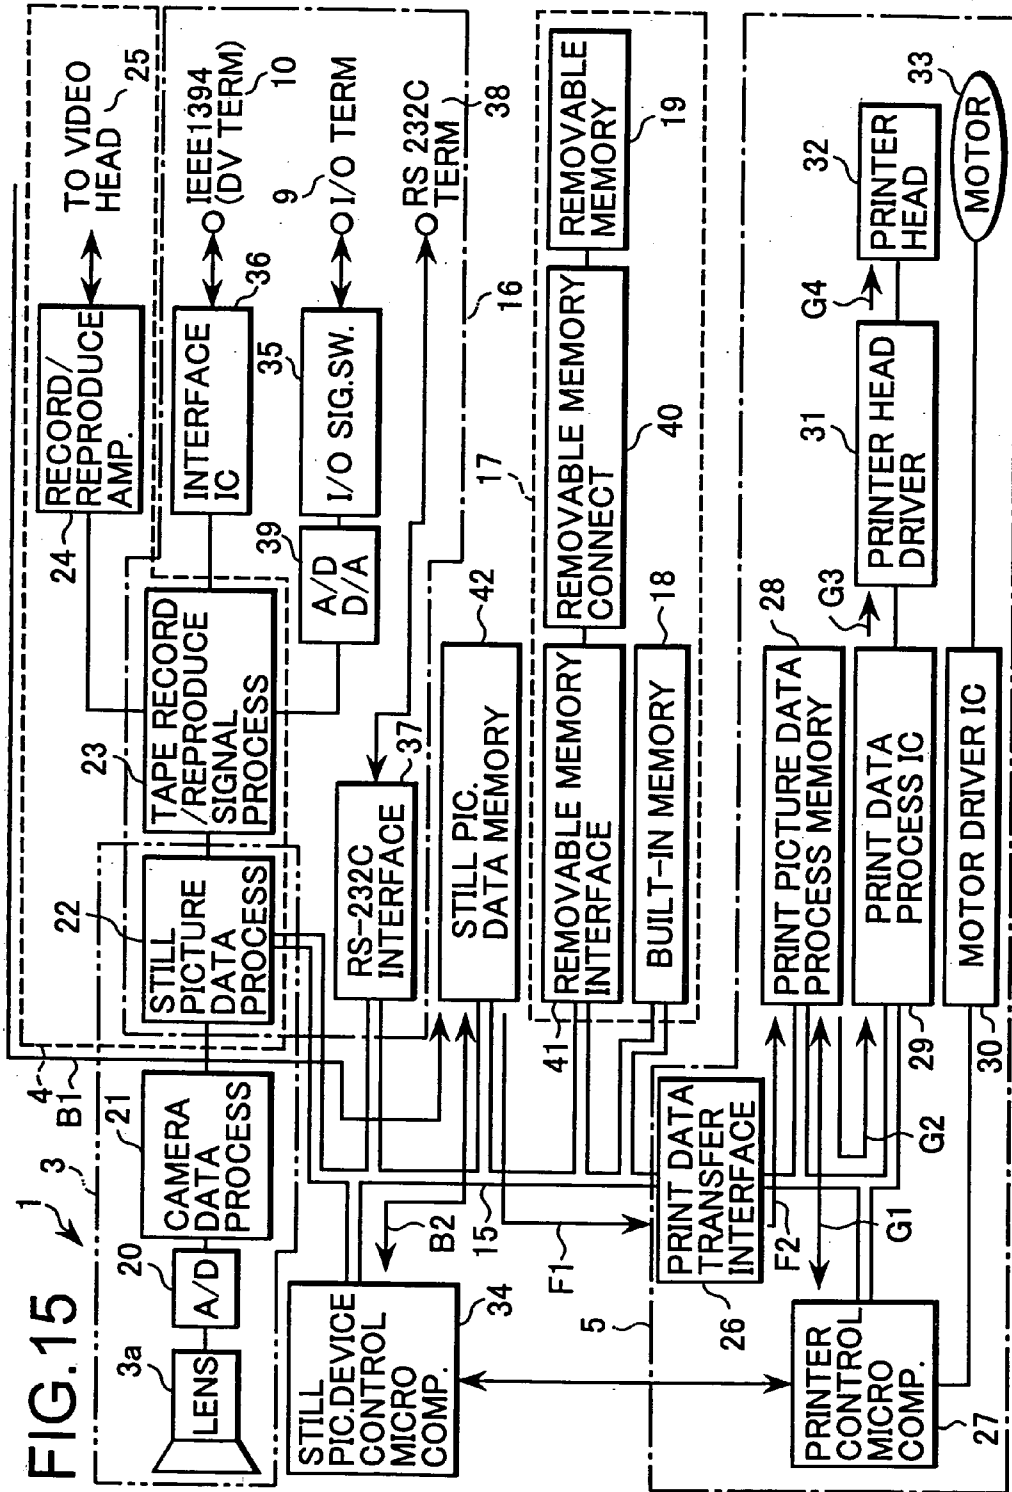 FIG.15
1
3
4
B1
3a
LENS
20
A/D
21
CAMERA
DATA
PROCESS
22
STILL
PICTURE
DATA
PROCESS
23
TAPE RECORD
/REPRODUCE
SIGNAL
PROCESS
24
RECORD/
REPRODUCE
AMP.
TO VIDEO
HEAD
25
INTERFACE
IC
36
IEEE1394
(DV TERM)
10
A/D
D/A
39
I/O SIG.SW.
35
I/O TERM
9
RS-232C
INTERFACE
37
RS 232C
TERM
38
16
STILL
PIC.DEVICE
CONTROL
MICRO
COMP.
34
B2
15
F1
STILL PIC.
DATA MEMORY
42
17
41
REMOVABLE MEMORY
INTERFACE
REMOVABLE MEMORY
CONNECT
40
REMOVABLE
MEMORY
19
BUILT-IN MEMORY
18
5
PRINT DATA
TRANSFER
INTERFACE
26
F2
G1
G2
PRINTER
CONTROL
MICRO
COMP.
27
PRINT PICTURE DATA
PROCESS MEMORY
28
PRINT DATA
PROCESS IC
29
MOTOR DRIVER IC
30
G3
PRINTER HEAD
DRIVER
31
G4
PRINTER
HEAD
32
MOTOR
33